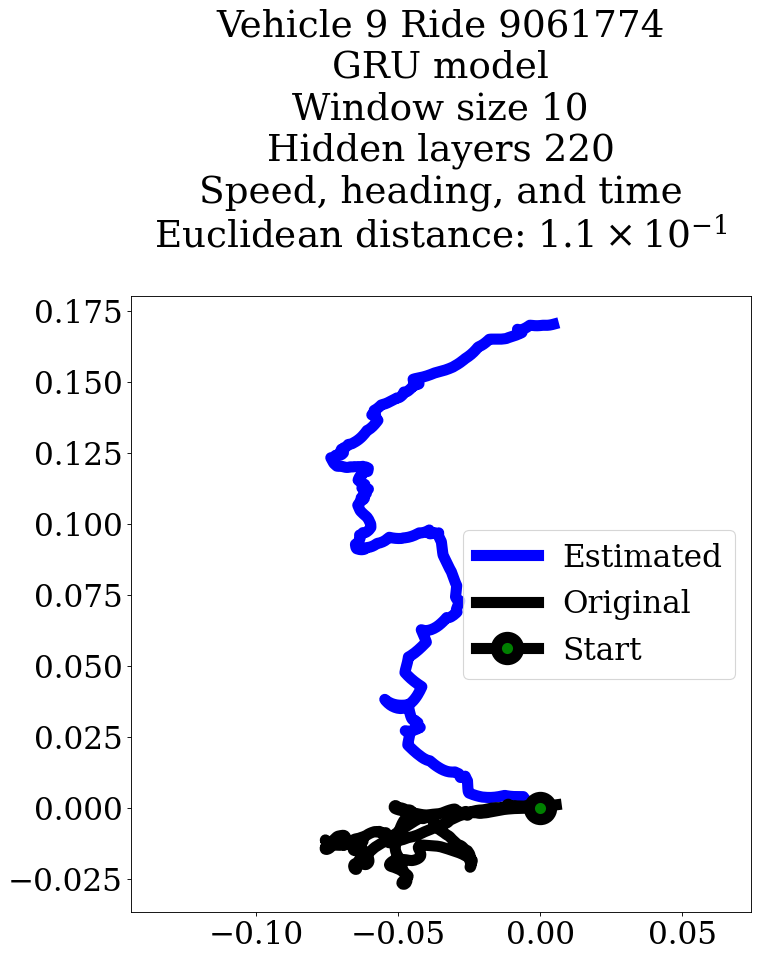 Vehicle 9 Ride 9061774
GRU model
Window size 10
Hidden layers 220
Speed, heading, and time
Euclidean distance: 1.1 × 10⁻¹
0.175
0.150
0.125
0.100
0.075
0.050
0.025
0.000
−0.025
Estimated
Original
Start
−0.10
−0.05
0.00
0.05